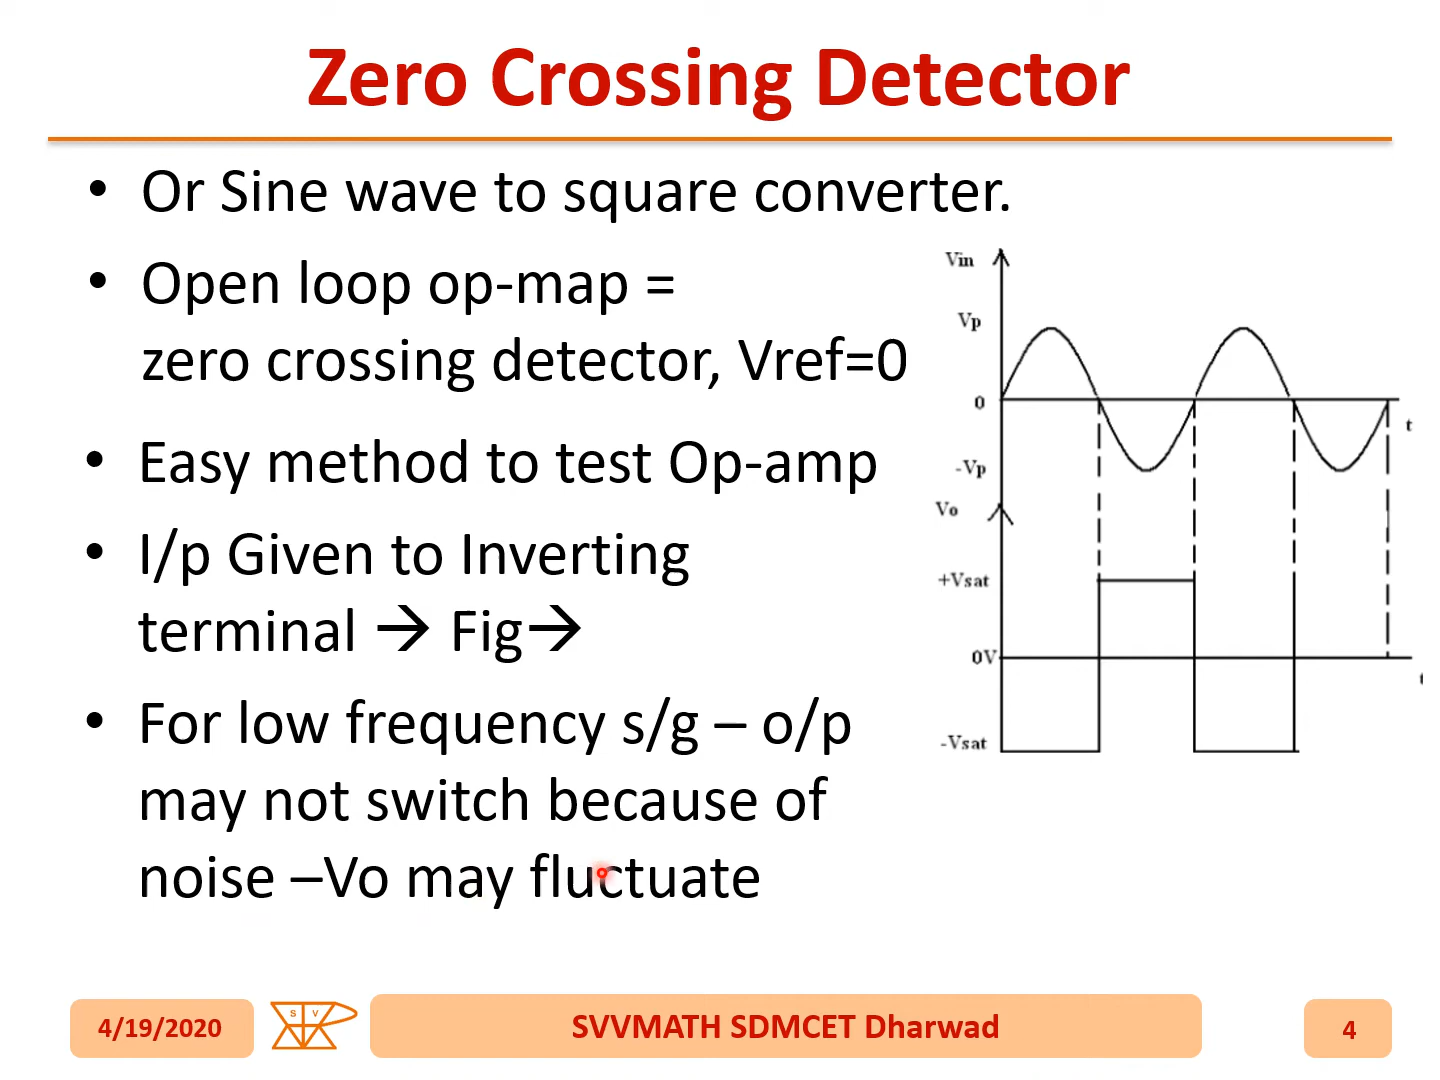 Zero Crossing Detector
• Or Sine wave to square converter.
• Open loop op-map =
zero crossing detector, Vref=0
• Easy method to test Op-amp
• I/p Given to Inverting
terminal → Fig→
• For low frequency s/g – o/p
may not switch because of
noise –Vo may fluctuate
Vin
Vp
0
t
-Vp
Vo
+Vsat
0V
t
-Vsat
4/19/2020
S V
SVVMATH SDMCET Dharwad
4